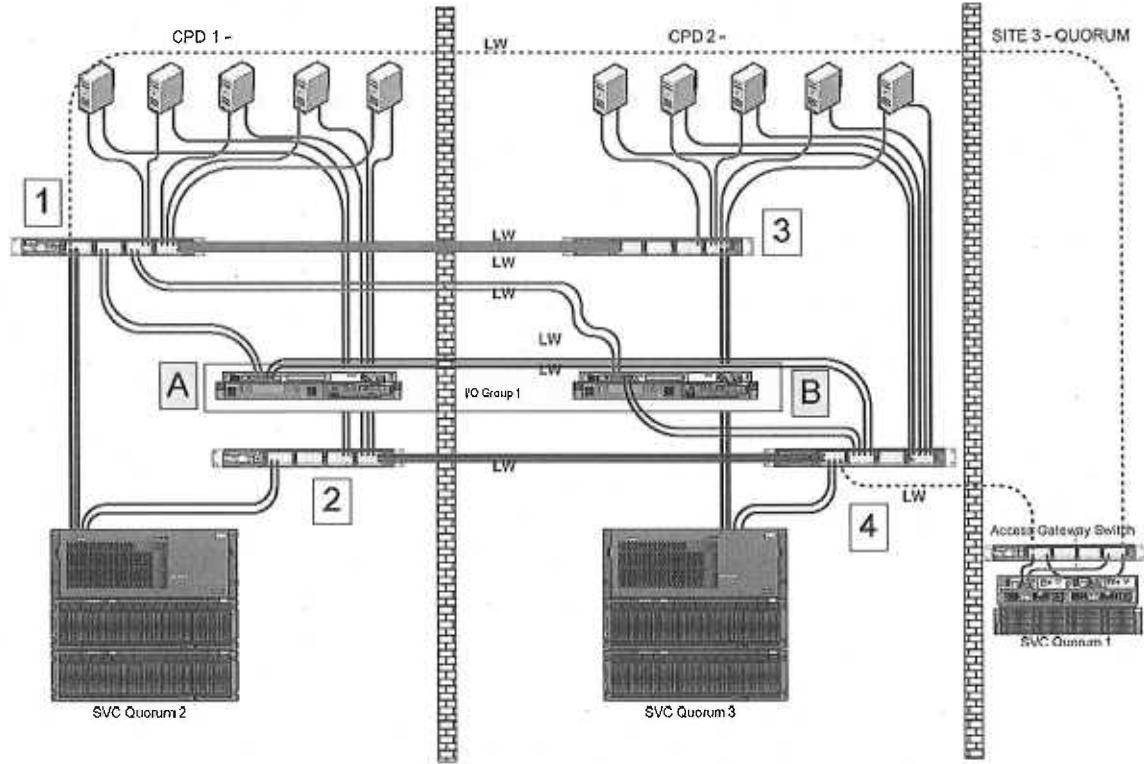 CPD 1 -
LW
CPD 2 -
SITE 3 - QUORUM
1
LW
3
LW
LW
LW
A
LW
I/O Group 1
B
LW
2
LW
4
Access Gateway Switch
SVC Quorum 1
SVC Quorum 2
SVC Quorum 3